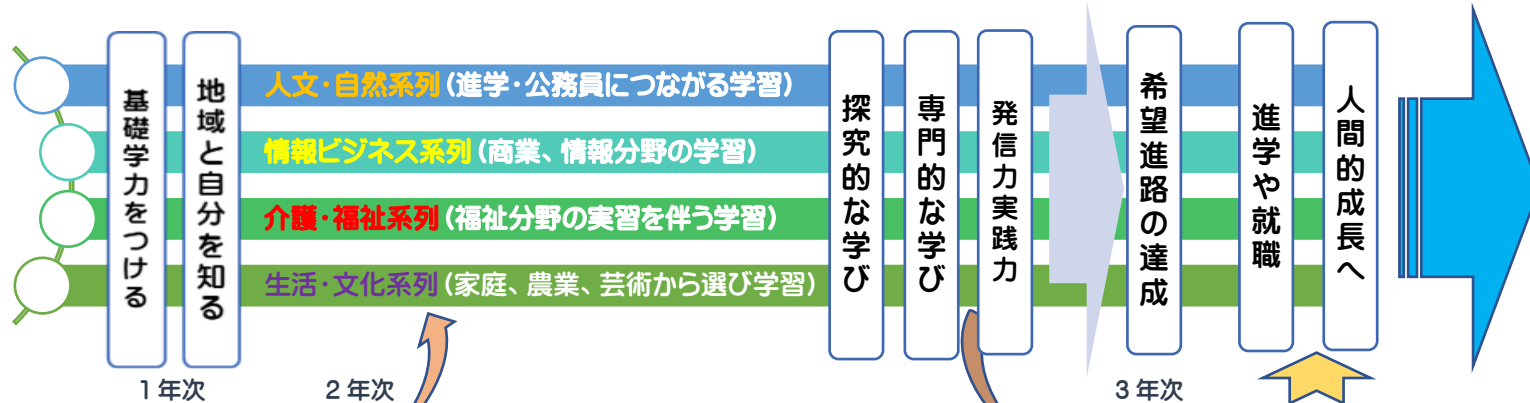 基礎学力をつける
地域と自分を知る
人文・自然系列(進学・公務員につながる学習)
情報ビジネス系列(商業、情報分野の学習)
介護・福祉系列(福祉分野の実習を伴う学習)
生活・文化系列(家庭、農業、芸術から選び学習)
探究的な学び
専門的な学び
発信力実践力
希望進路の達成
進学や就職
人間的成長へ
1年次
2年次
3年次